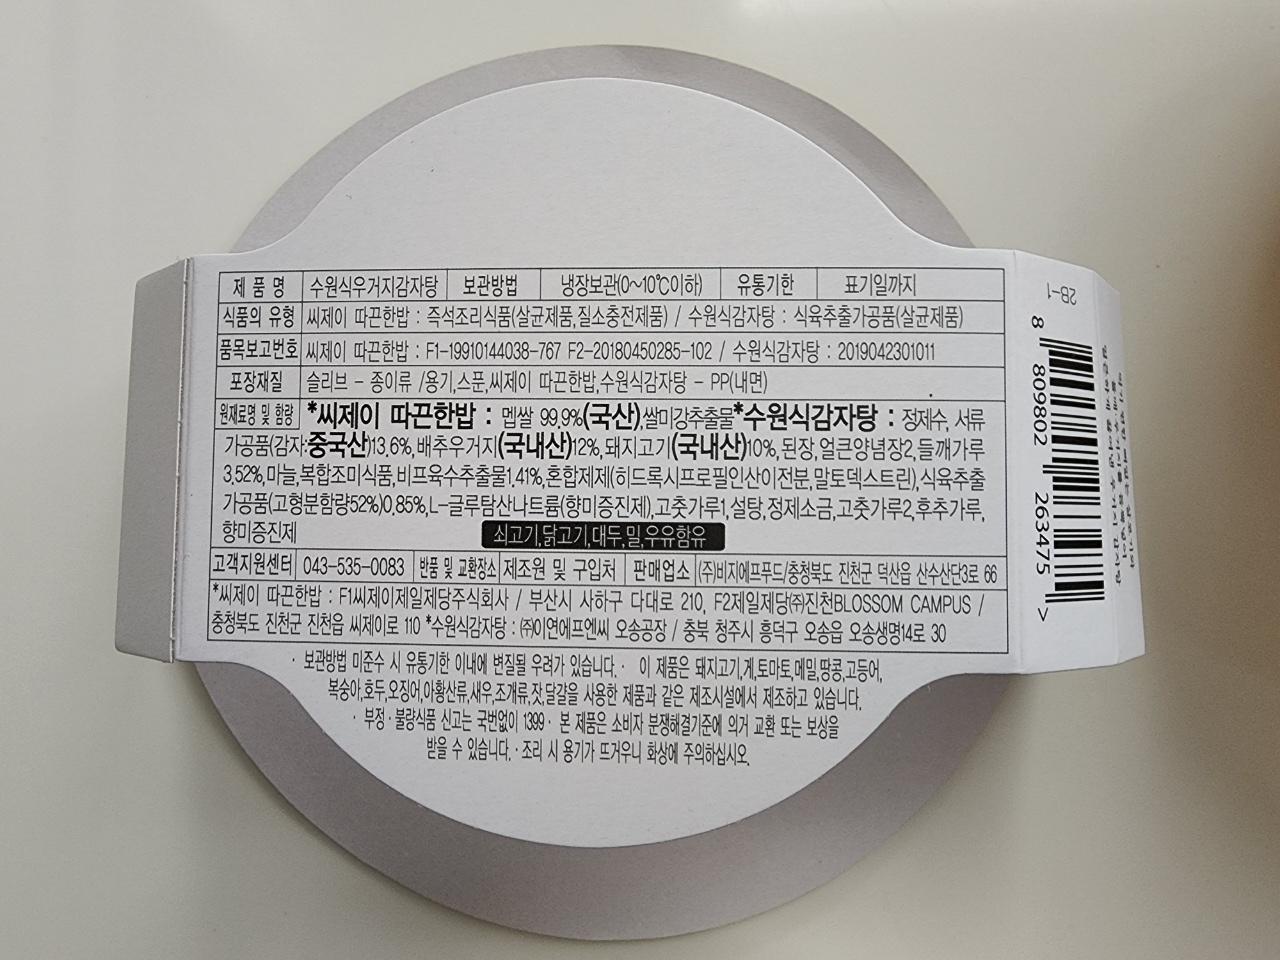 제 품 명 수원식우거지감자탕 보관방법 냉장보관(0~10℃이하) 유통기한 표기일까지
식품의 유형 씨제이 따끈한밥 : 즉석조리식품(살균제품,질소충전제품) / 수원식감자탕 : 식육추출가공품(살균제품)
품목보고번호 씨제이 따끈한밥 : F1-19910144038-767 F2-20180450285-102 / 수원식감자탕 : 2019042301011
포장재질 슬리브 - 종이류 /용기,스푼,씨제이 따끈한밥,수원식감자탕 - PP(내면)
원재료명 및 함량 *씨제이 따끈한밥 : 멥쌀 99.9%(국산),쌀미강추출물*수원식감자탕 : 정제수, 서류
가공품(감자:중국산)13.6%,배추우거지(국내산)12%,돼지고기(국내산)10%,된장,얼큰양념장2,들깨가루
3.52%,마늘,복합조미식품,비프육수추출물1.41%,혼합제제(히드록시프로필인산이전분,말토덱스트린),식육추출
가공품(고형분함량52%)0.85%,L-글루탐산나트륨(향미증진제),고춧가루1,설탕,정제소금,고춧가루2,후추가루,
향미증진제 쇠고기,닭고기,대두,밀,우유함유
고객지원센터 043-535-0083 반품 및 교환장소 제조원 및 구입처 판매업소 (주)비지에프푸드/충청북도 진천군 덕산읍 산수산단3로 66
*씨제이 따끈한밥 : F1씨제이제일제당주식회사 / 부산시 사하구 다대로 210, F2제일제당㈜진천BLOSSOM CAMPUS /
충청북도 진천군 진천읍 씨제이로 110 *수원식감자탕 : ㈜이연에프엔씨 오송공장 / 충북 청주시 흥덕구 오송읍 오송생명14로 30
· 보관방법 미준수 시 유통기한 이내에 변질될 우려가 있습니다. · 이 제품은 돼지고기,게,토마토,메밀,땅콩,고등어,
복숭아,호두,오징어,아황산류,새우,조개류,잣,달걀을 사용한 제품과 같은 제조시설에서 제조하고 있습니다.
· 부정 · 불량식품 신고는 국번없이 1399 · 본 제품은 소비자 분쟁해결기준에 의거 교환 또는 보상을
받을 수 있습니다. · 조리 시 용기가 뜨거우니 화상에 주의하십시오.
2B-1
8 809802 263475 >